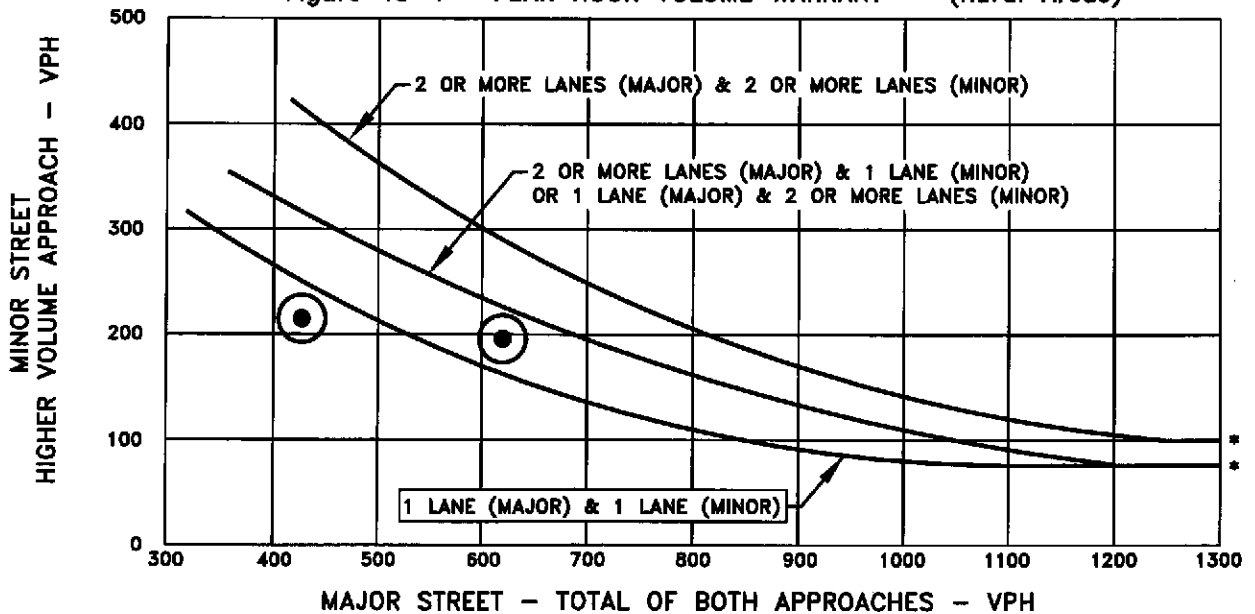 500
400
300
200
100
0
MINOR STREET
HIGHER VOLUME APPROACH - VPH
2 OR MORE LANES (MAJOR) & 2 OR MORE LANES (MINOR)
2 OR MORE LANES (MAJOR) & 1 LANE (MINOR)
OR 1 LANE (MAJOR) & 2 OR MORE LANES (MINOR)
*
*
1 LANE (MAJOR) & 1 LANE (MINOR)
300 400 500 600 700 800 900 1000 1100 1200 1300
MAJOR STREET - TOTAL OF BOTH APPROACHES - VPH